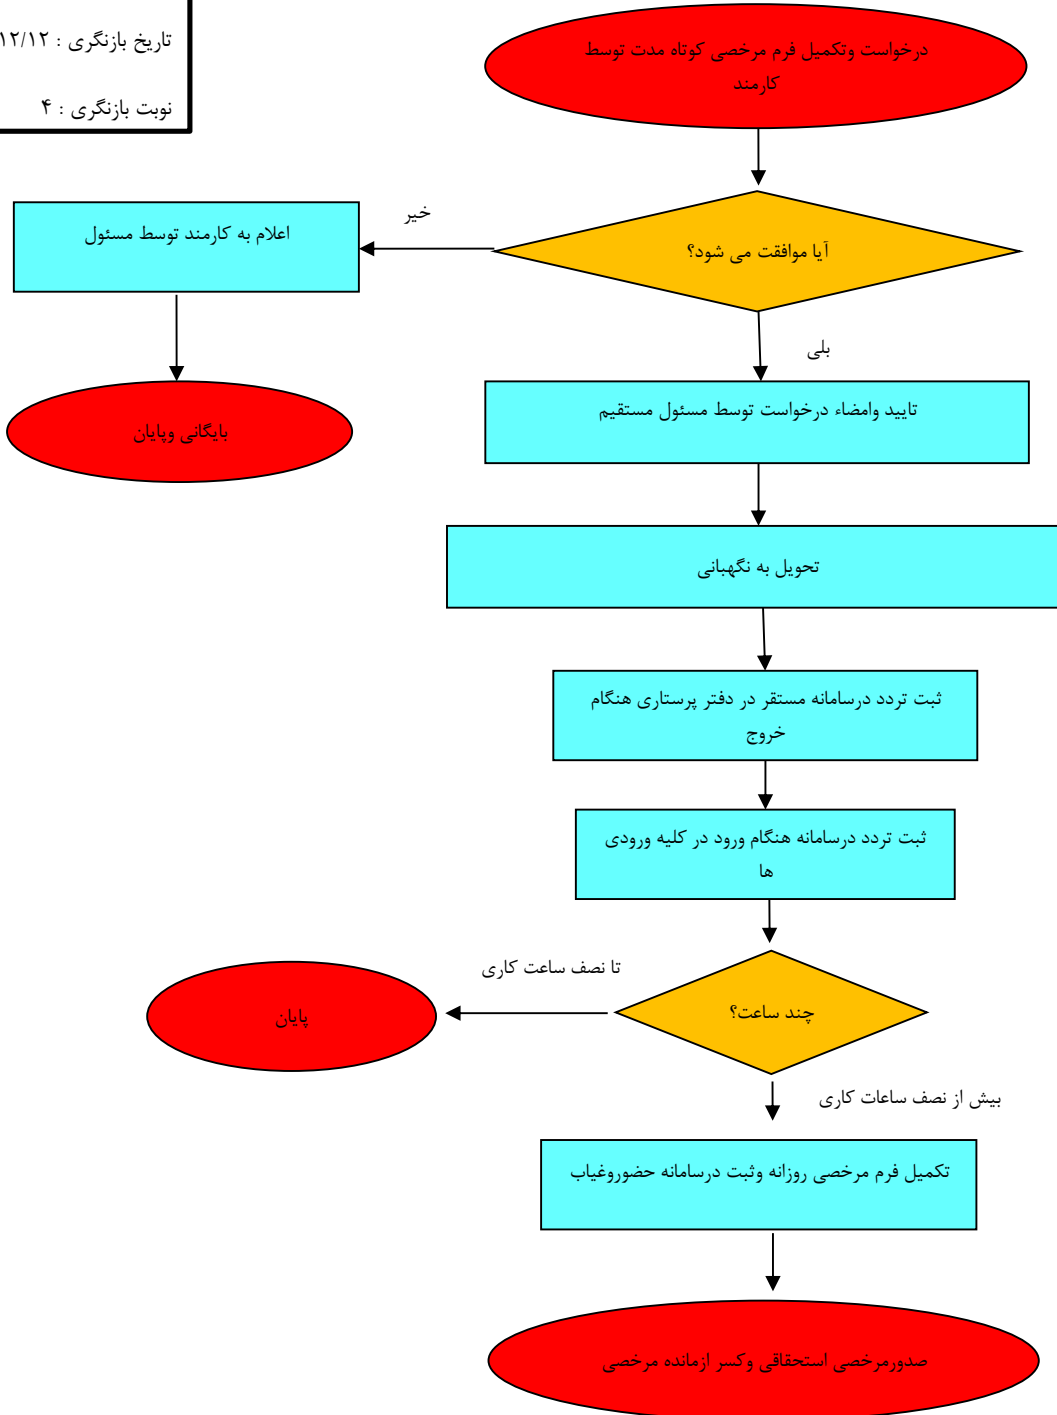 تاریخ بازنگری : ۱۲/۱۲
نوبت بازنگری : ۴
درخواست وتکمیل فرم مرخصی کوتاه مدت توسط
کارمند
آیا موافقت می شود؟
خیر
اعلام به کارمند توسط مسئول
بایگانی وپایان
بلی
تایید وامضاء درخواست توسط مسئول مستقیم
تحویل به نگهبانی
ثبت تردد درسامانه مستقر در دفتر پرستاری هنگام
خروج
ثبت تردد درسامانه هنگام ورود در کلیه ورودی
ها
چند ساعت؟
تا نصف ساعت کاری
پایان
بیش از نصف ساعات کاری
تکمیل فرم مرخصی روزانه وثبت درسامانه حضوروغیاب
صدورمرخصی استحقاقی وکسر ازمانده مرخصی